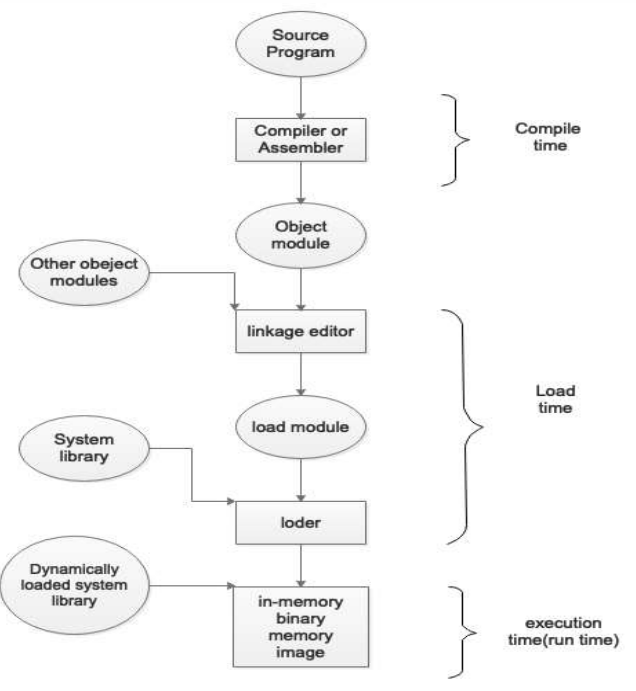 Source
Program
Compiler or
Assembler
Compile
time
Object
module
Other obeject
modules
linkage editor
Load
time
load module
System
library
loder
Dynamically
loaded system
library
in-memory
binary
memory
image
execution
time(run time)